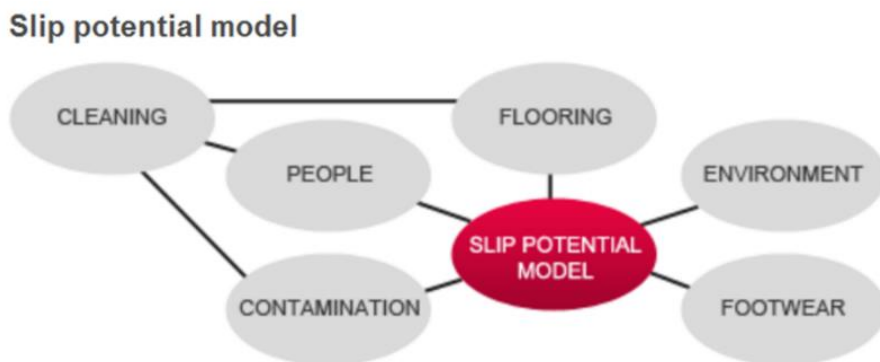 Slip potential model
CLEANING
FLOORING
PEOPLE
ENVIRONMENT
SLIP POTENTIAL
MODEL
CONTAMINATION
FOOTWEAR